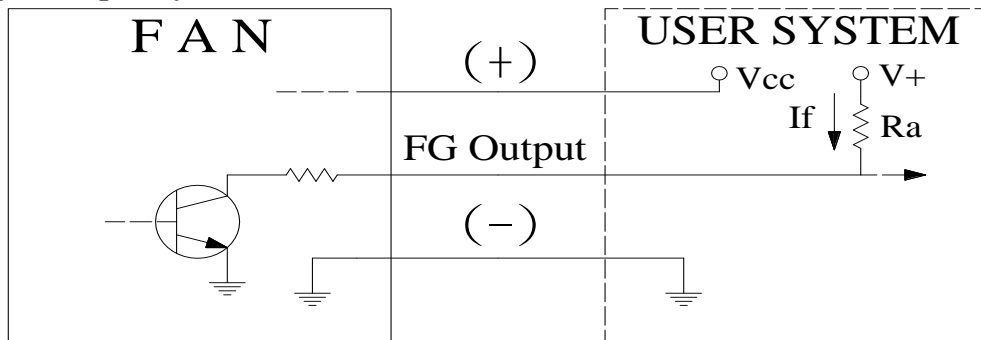 F A N
USER SYSTEM
(+)
Vcc
V+
If
Ra
FG Output
(−)